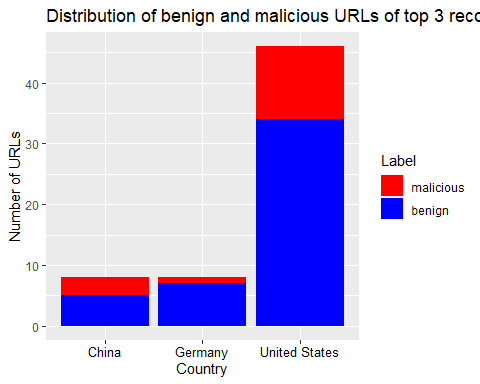 Distribution of benign and malicious URLs of top 3
Number of URLs
40
30
20
10
0
China
Germany
United States
Country
Label
malicious
benign